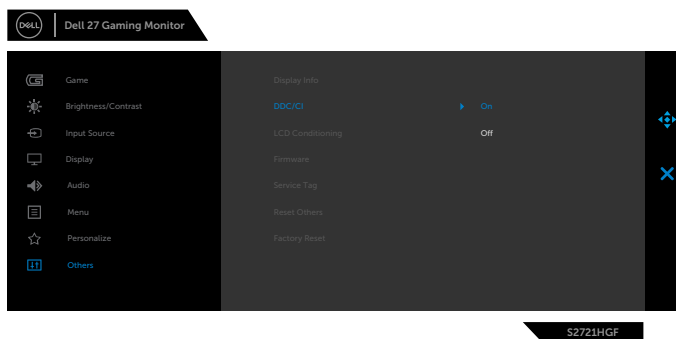 DELL
Dell 27 Gaming Monitor
Game
Display Info
Brightness/Contrast
DDC/CI
On
Input Source
LCD Conditioning
Off
Display
Firmware
Audio
Service Tag
Menu
Reset Others
Personalize
Factory Reset
Others
S2721HGF